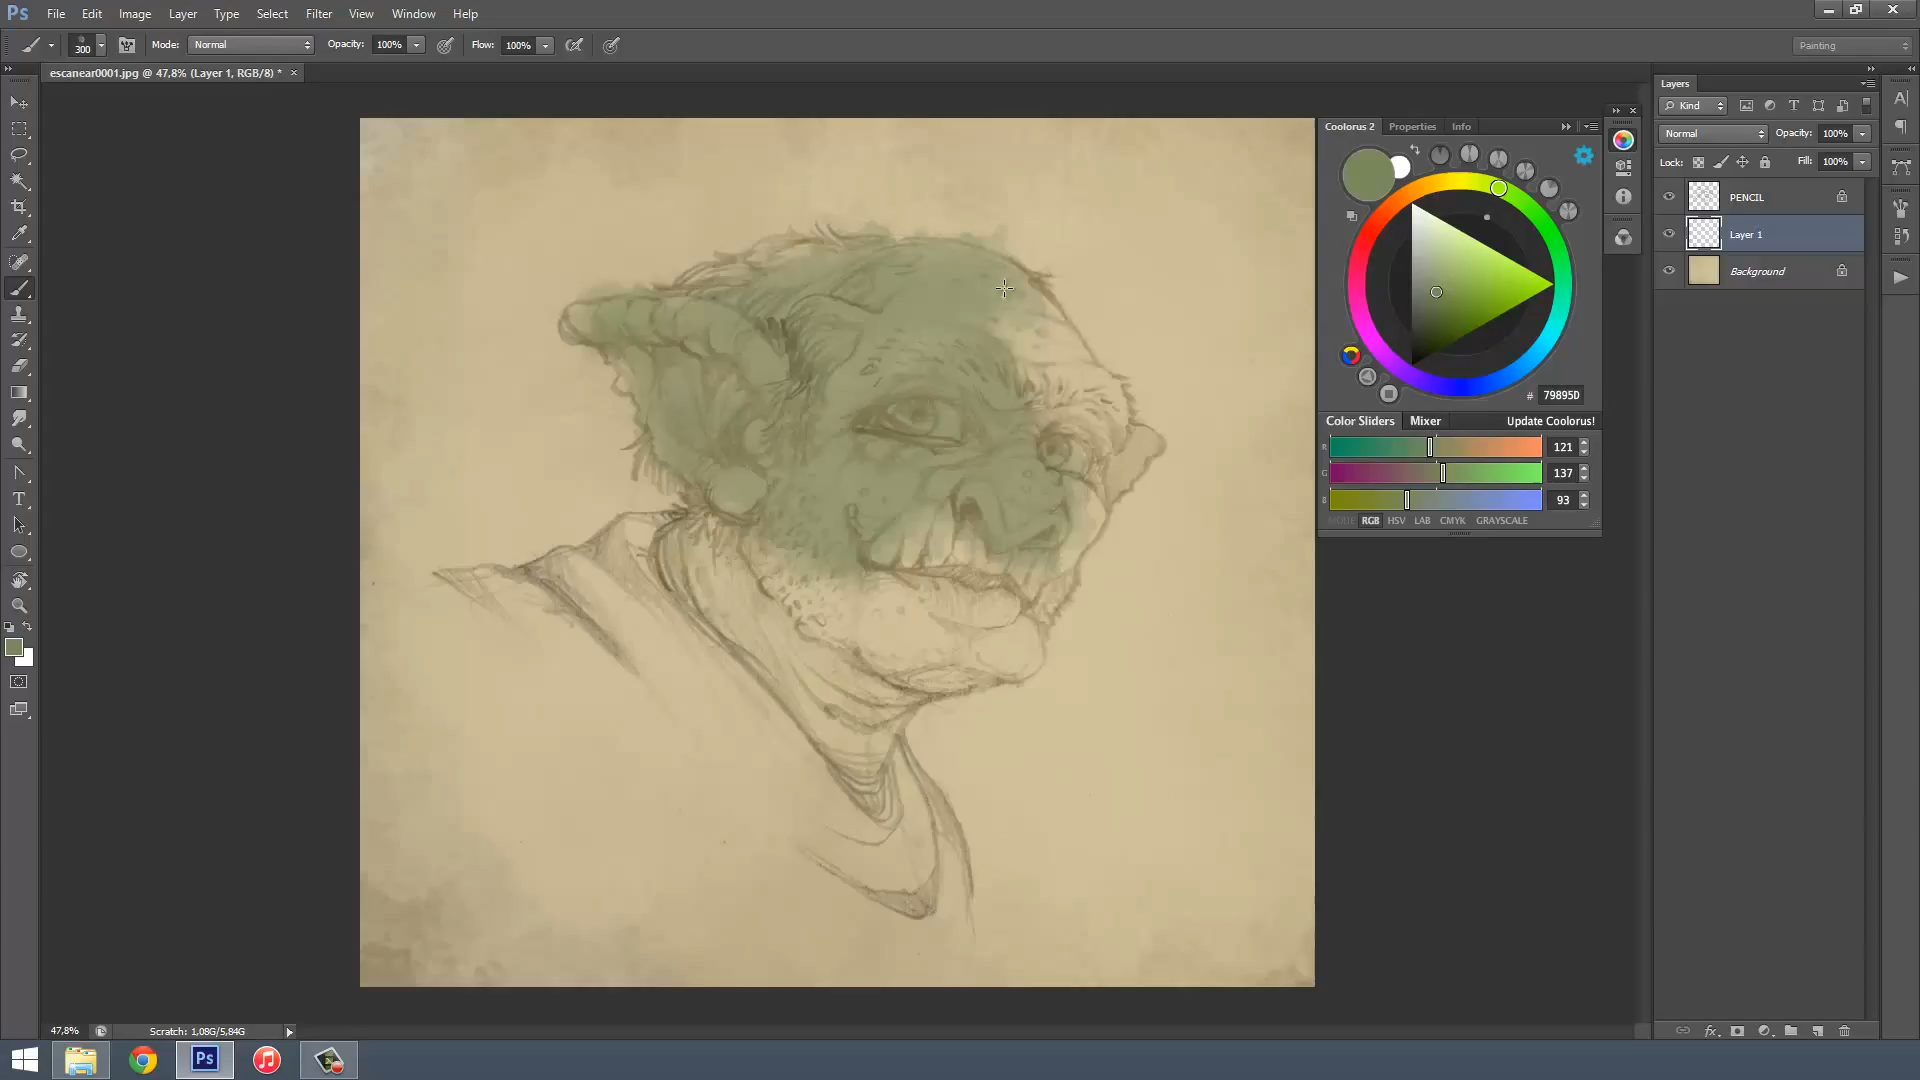 Ps File Edit Image Layer Type Select Filter View Window Help
300 Mode: Normal Opacity: 100% Flow: 100% Painting
escanear0001.jpg @ 47,8% (Layer 1, RGB/8) * ×
Layers
Kind
Normal Opacity: 100%
Lock: Fill: 100%
PENCIL
Layer 1
Background
Coolorus 2 Properties Info
# 79895D
Color Sliders Mixer Update Coolorus!
R 121
G 137
B 93
MODE RGB HSV LAB CMYK GRAYSCALE
47,8% Scratch: 1,08G/5,84G
Ps